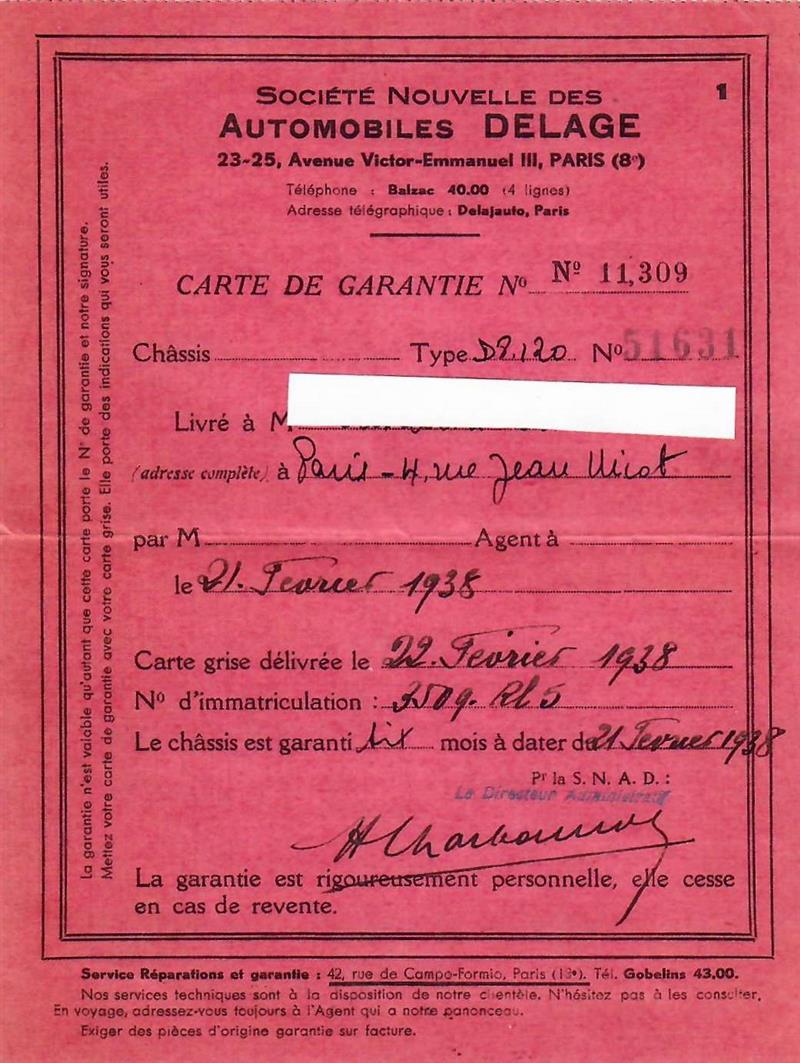 1
SOCIÉTÉ NOUVELLE DES
AUTOMOBILES DELAGE
23-25, Avenue Victor-Emmanuel III, PARIS (8e)
Téléphone : Balzac 40.00 (4 lignes)
Adresse télégraphique : Delajauto, Paris
CARTE DE GARANTIE No No 11,309
Châssis Type D8.120 No 51631
Livré à M
(adresse complète) à Paris - 4, rue Jean Nicot
par M Agent à
le 21. Février 1938
Carte grise délivrée le 22. Février 1938
No d'immatriculation : 3509. RL5
Le châssis est garanti six mois à dater du 21 Février 1938
Pr la S. N. A. D. :
Le Directeur Administratif
La garantie est rigoureusement personnelle, elle cesse
en cas de revente.
La garantie n'est valable qu'autant que cette carte porte le No de garantie et notre signature.
Mettez votre carte de garantie avec votre carte grise. Elle porte des indications qui vous seront utiles.
Service Réparations et garantie : 42, rue de Campo-Formio, Paris (13e). Tél. Gobelins 43.00.
Nos services techniques sont à la disposition de notre clientèle. N'hésitez pas à les consulter.
En voyage, adressez-vous toujours à l'Agent qui a notre panonceau.
Exiger des pièces d'origine garantie sur facture.